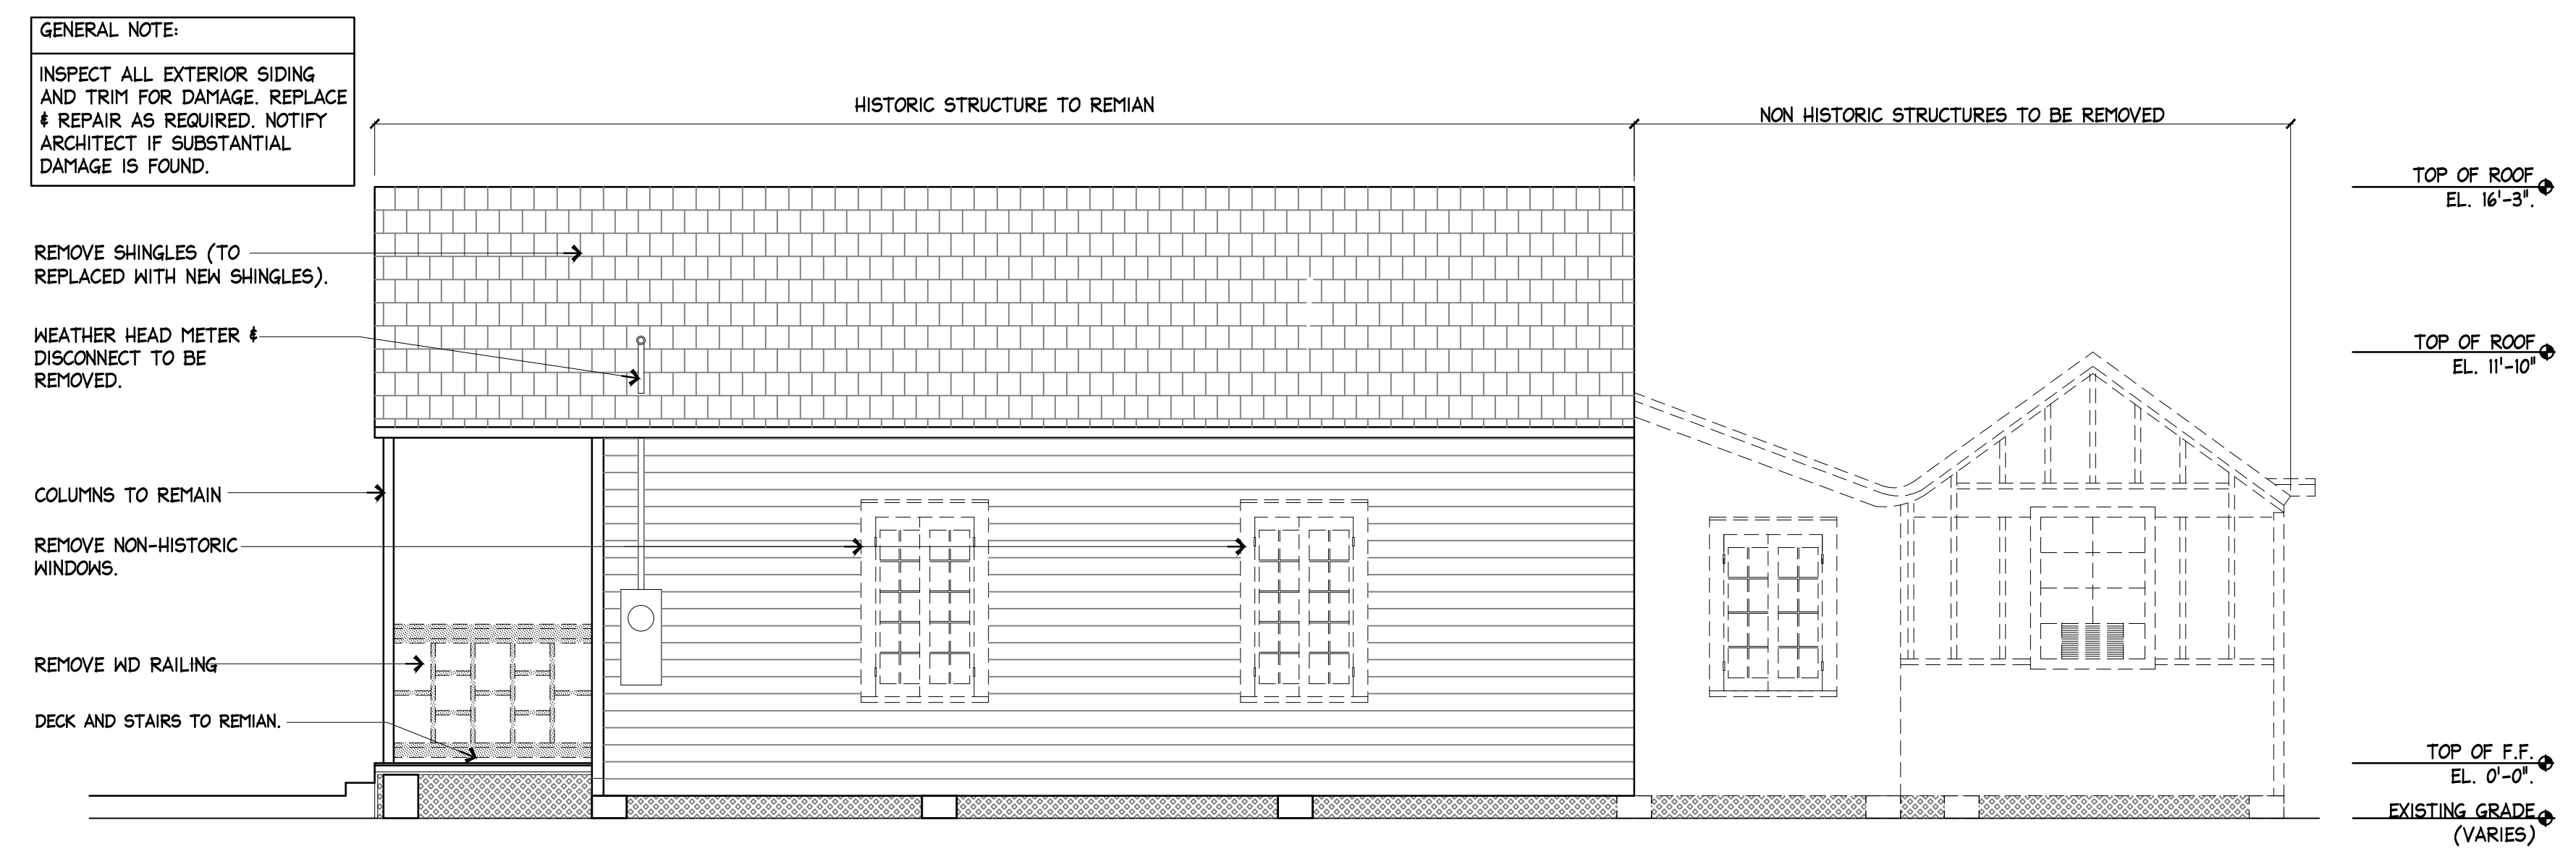 GENERAL NOTE:
INSPECT ALL EXTERIOR SIDING
AND TRIM FOR DAMAGE. REPLACE
& REPAIR AS REQUIRED. NOTIFY
ARCHITECT IF SUBSTANTIAL
DAMAGE IS FOUND.
HISTORIC STRUCTURE TO REMIAN
NON HISTORIC STRUCTURES TO BE REMOVED
TOP OF ROOF
EL. 16'-3".
REMOVE SHINGLES (TO
REPLACED WITH NEW SHINGLES).
WEATHER HEAD METER &
DISCONNECT TO BE
REMOVED.
TOP OF ROOF
EL. 11'-10"
COLUMNS TO REMAIN
REMOVE NON-HISTORIC
WINDOWS.
REMOVE WD RAILING
DECK AND STAIRS TO REMIAN.
TOP OF F.F.
EL. 0'-0".
EXISTING GRADE
(VARIES)